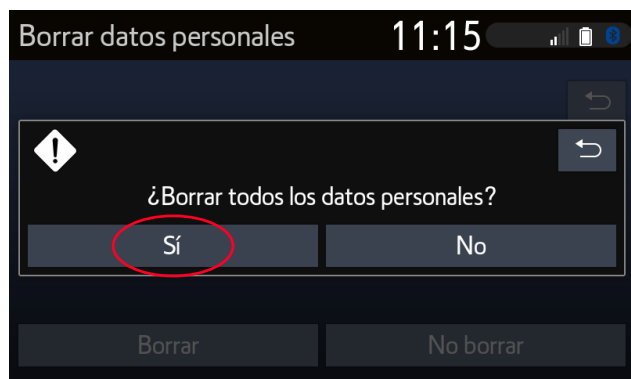 Borrar datos personales 11:15
¿Borrar todos los datos personales?
Sí No
Borrar No borrar